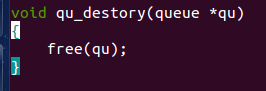 void qu_destory(queue *qu)
{
    free(qu);
}